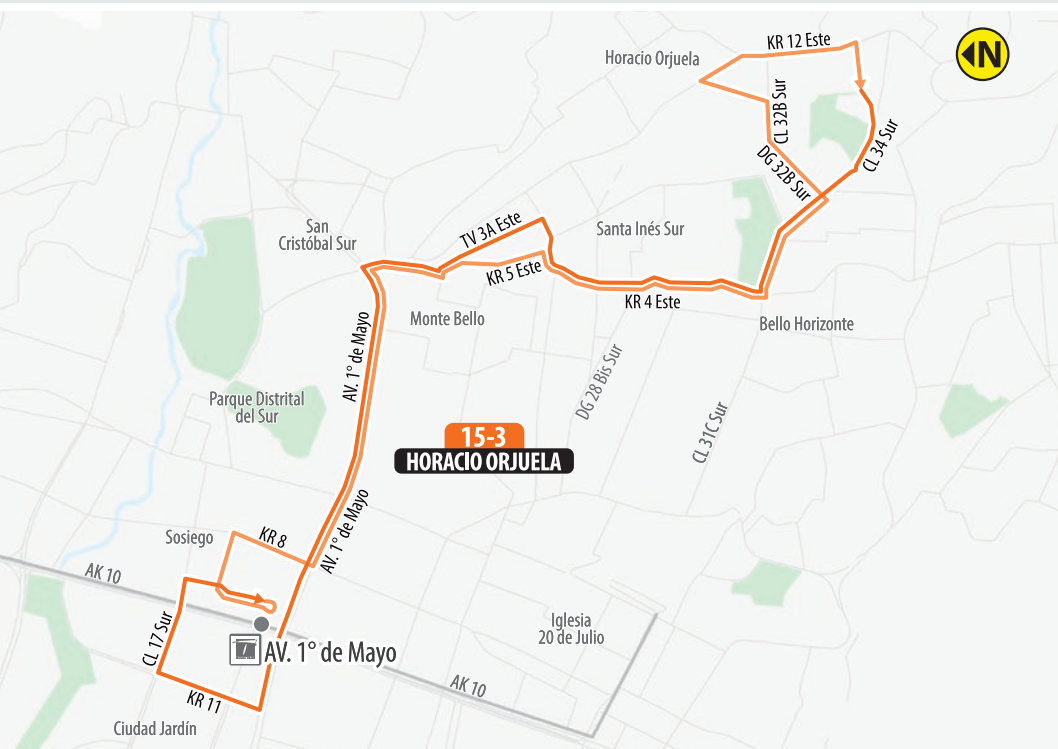 KR 12 Este
Horacio Orjuela
N
CL 32B Sur
CL 34 Sur
DG 32B Sur
San
Cristóbal Sur
TV 3A Este
Santa Inés Sur
KR 5 Este
KR 4 Este
Monte Bello
Bello Horizonte
AV. 1° de Mayo
DG 28 Bis Sur
Parque Distrital
del Sur
CL 31C Sur
15-3
HORACIO ORJUELA
AV. 1° de Mayo
Sosiego
KR 8
AK 10
CL 17 Sur
Iglesia
20 de Julio
AV. 1° de Mayo
AK 10
KR 11
Ciudad Jardín